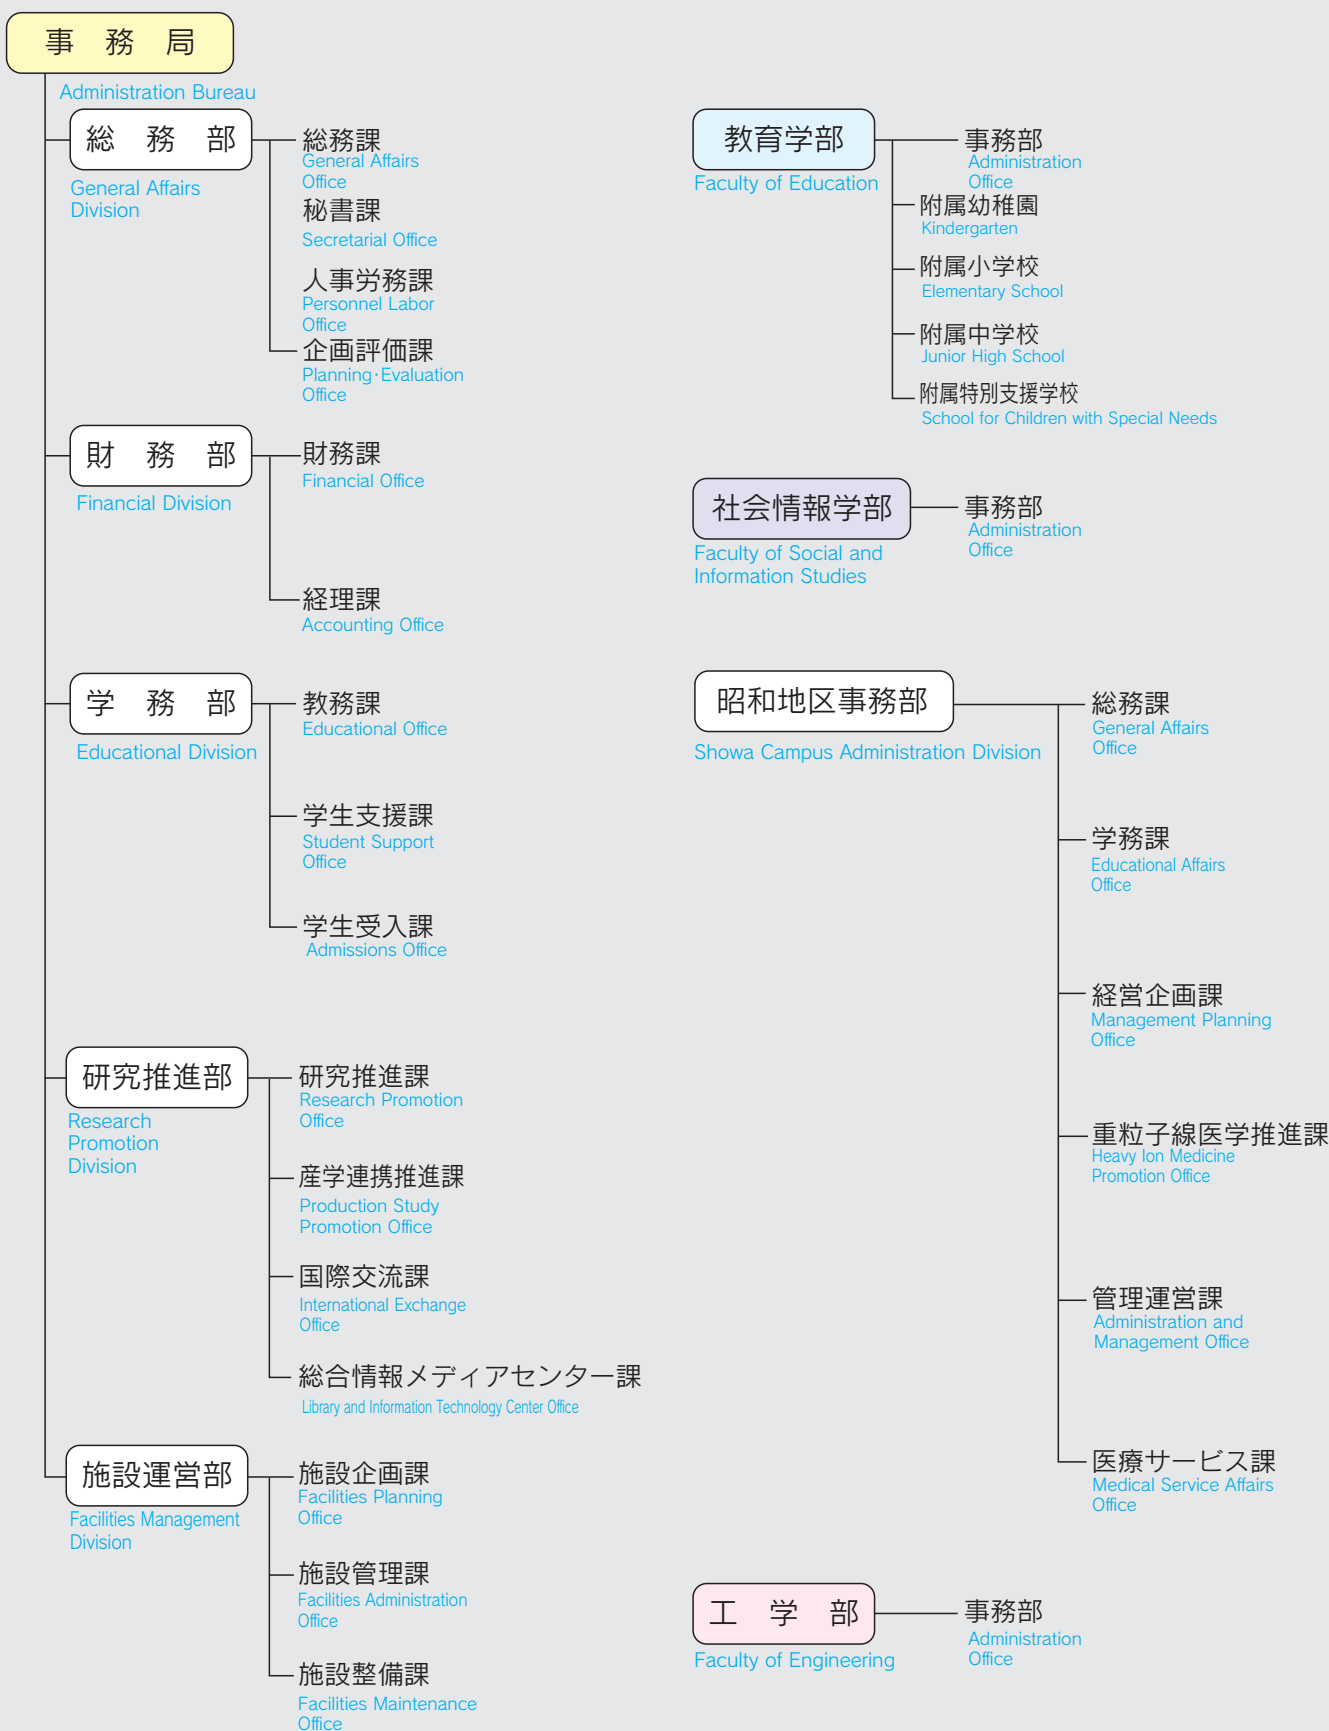 事務局
Administration Bureau
総務部
General Affairs
Division
総務課
General Affairs
Office
秘書課
Secretarial Office
人事労務課
Personnel Labor
Office
企画評価課
Planning･Evaluation
Office
財務部
Financial Division
財務課
Financial Office
経理課
Accounting Office
学務部
Educational Division
教務課
Educational Office
学生支援課
Student Support
Office
学生受入課
Admissions Office
研究推進部
Research
Promotion
Division
研究推進課
Research Promotion
Office
産学連携推進課
Production Study
Promotion Office
国際交流課
International Exchange
Office
総合情報メディアセンター課
Library and Information Technology Center Office
施設運営部
Facilities Management
Division
施設企画課
Facilities Planning
Office
施設管理課
Facilities Administration
Office
施設整備課
Facilities Maintenance
Office
教育学部
Faculty of Education
事務部
Administration
Office
附属幼稚園
Kindergarten
附属小学校
Elementary School
附属中学校
Junior High School
附属特別支援学校
School for Children with Special Needs
社会情報学部
Faculty of Social and
Information Studies
事務部
Administration
Office
昭和地区事務部
Showa Campus Administration Division
総務課
General Affairs
Office
学務課
Educational Affairs
Office
経営企画課
Management Planning
Office
重粒子線医学推進課
Heavy Ion Medicine
Promotion Office
管理運営課
Administration and
Management Office
医療サービス課
Medical Service Affairs
Office
工学部
Faculty of Engineering
事務部
Administration
Office